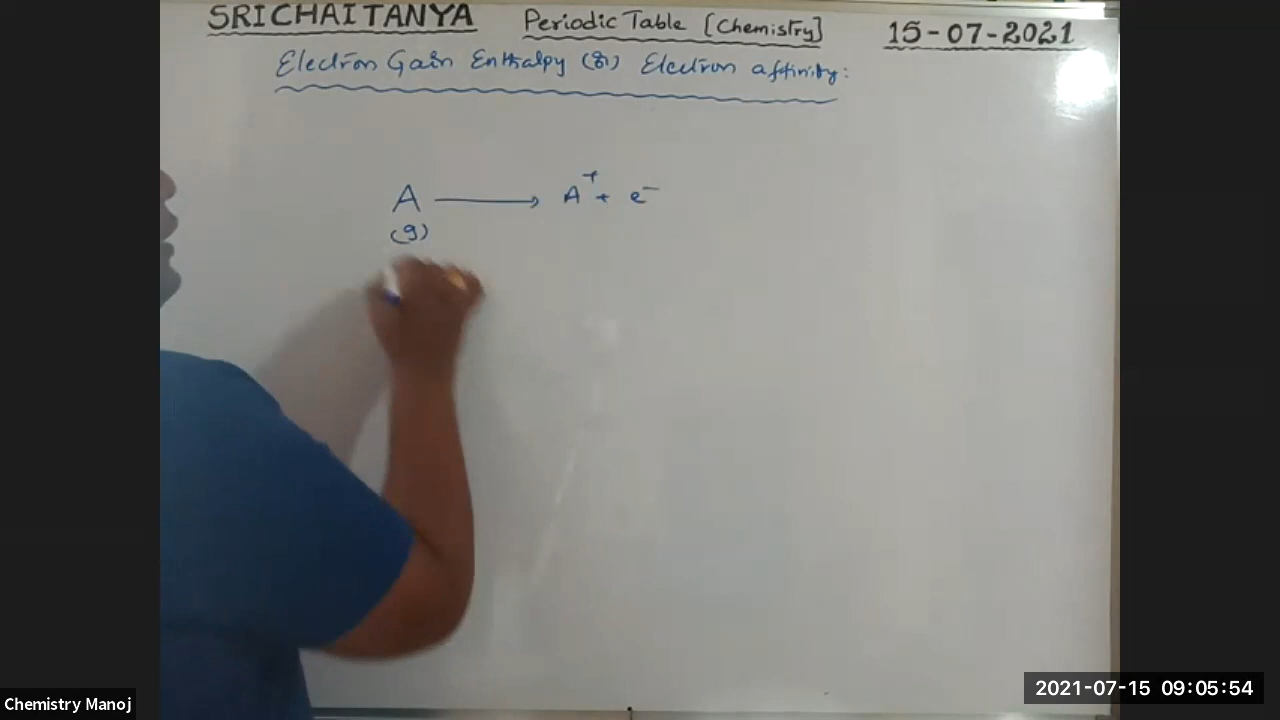 SRICHAITANYA Periodic Table [Chemistry] 15-07-2021
Electron Gain Enthalpy (or) Electron affinity:
A ⟶ A⁺ + e⁻
(g)
Chemistry Manoj
2021-07-15 09:05:54